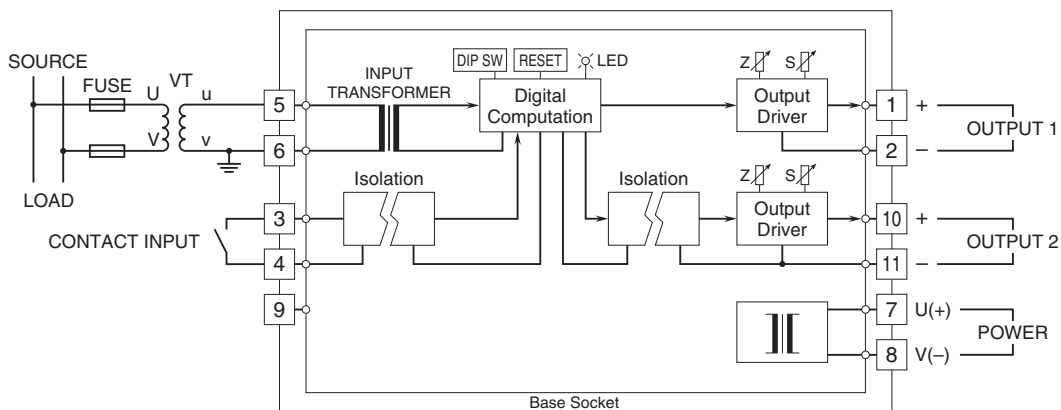 SOURCE
FUSE
U
VT
u
V
v
LOAD
CONTACT INPUT
5
6
3
4
9
INPUT
TRANSFORMER
DIP SW
RESET
LED
Digital
Computation
Isolation
Isolation
Z
S
Output
Driver
Z
S
Output
Driver
1
+
2
–
OUTPUT 1
10
+
11
–
OUTPUT 2
7
U(+)
8
V(–)
POWER
Base Socket